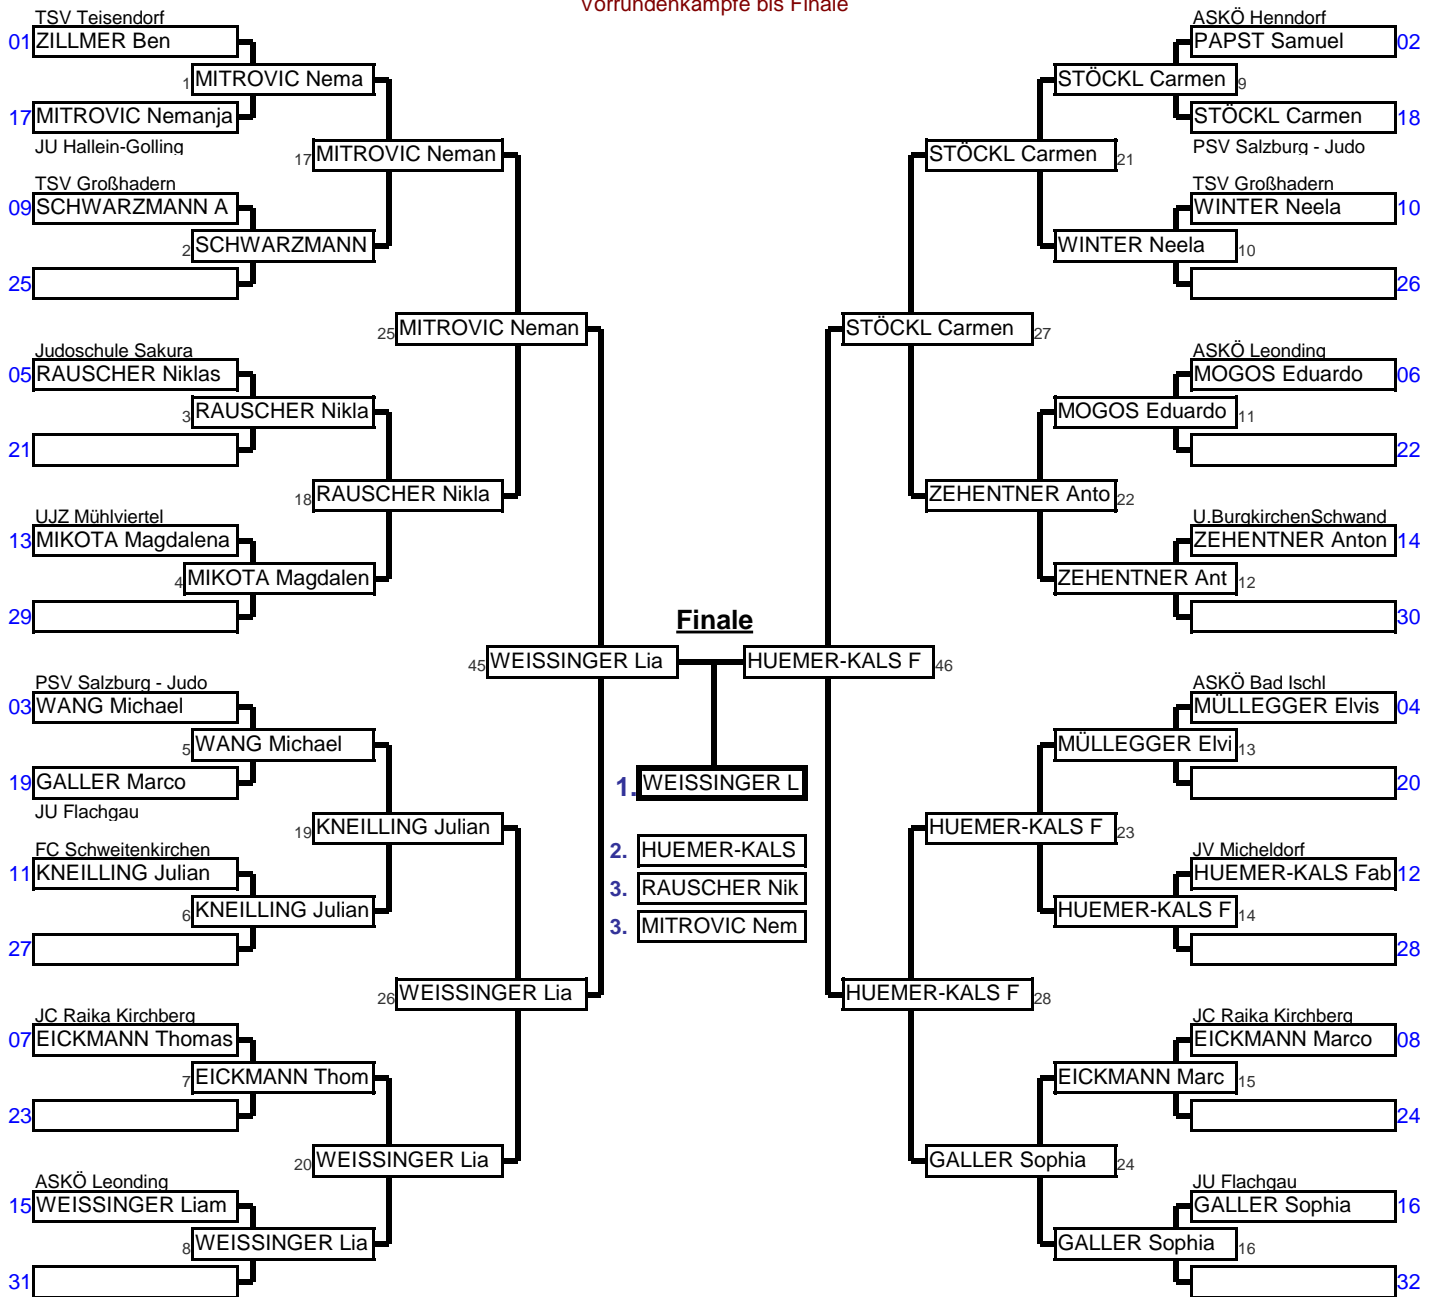 Vorrundenkämpfe bis Finale
TSV Teisendorf
01 ZILLMER Ben
1 MITROVIC Nema
17 MITROVIC Nemanja
JU Hallein-Golling
17 MITROVIC Neman
TSV Großhadern
09 SCHWARZMANN A
2 SCHWARZMANN
25
25 MITROVIC Neman
Judoschule Sakura
05 RAUSCHER Niklas
3 RAUSCHER Nikla
21
18 RAUSCHER Nikla
UJZ Mühlviertel
13 MIKOTA Magdalena
4 MIKOTA Magdalen
29
45 WEISSINGER Lia
PSV Salzburg - Judo
03 WANG Michael
5 WANG Michael
19 GALLER Marco
JU Flachgau
19 KNEILLING Julian
FC Schweitenkirchen
11 KNEILLING Julian
6 KNEILLING Julian
27
26 WEISSINGER Lia
JC Raika Kirchberg
07 EICKMANN Thomas
7 EICKMANN Thom
23
20 WEISSINGER Lia
ASKÖ Leonding
15 WEISSINGER Liam
8 WEISSINGER Lia
31
Finale
1. WEISSINGER L
2. HUEMER-KALS
3. RAUSCHER Nik
3. MITROVIC Nem
ASKÖ Henndorf
PAPST Samuel 02
STÖCKL Carmen 9
STÖCKL Carmen 18
PSV Salzburg - Judo
STÖCKL Carmen 21
TSV Großhadern
WINTER Neela 10
WINTER Neela 10
26
STÖCKL Carmen 27
ASKÖ Leonding
MOGOS Eduardo 06
MOGOS Eduardo 11
22
ZEHENTNER Anto 22
U.BurgkirchenSchwand
ZEHENTNER Anton 14
ZEHENTNER Ant 12
30
HUEMER-KALS F 46
ASKÖ Bad Ischl
MÜLLEGGER Elvis 04
MÜLLEGGER Elvi 13
20
HUEMER-KALS F 23
JV Micheldorf
HUEMER-KALS Fab 12
HUEMER-KALS F 14
28
HUEMER-KALS F 28
JC Raika Kirchberg
EICKMANN Marco 08
EICKMANN Marc 15
24
GALLER Sophia 24
JU Flachgau
GALLER Sophia 16
GALLER Sophia 16
32